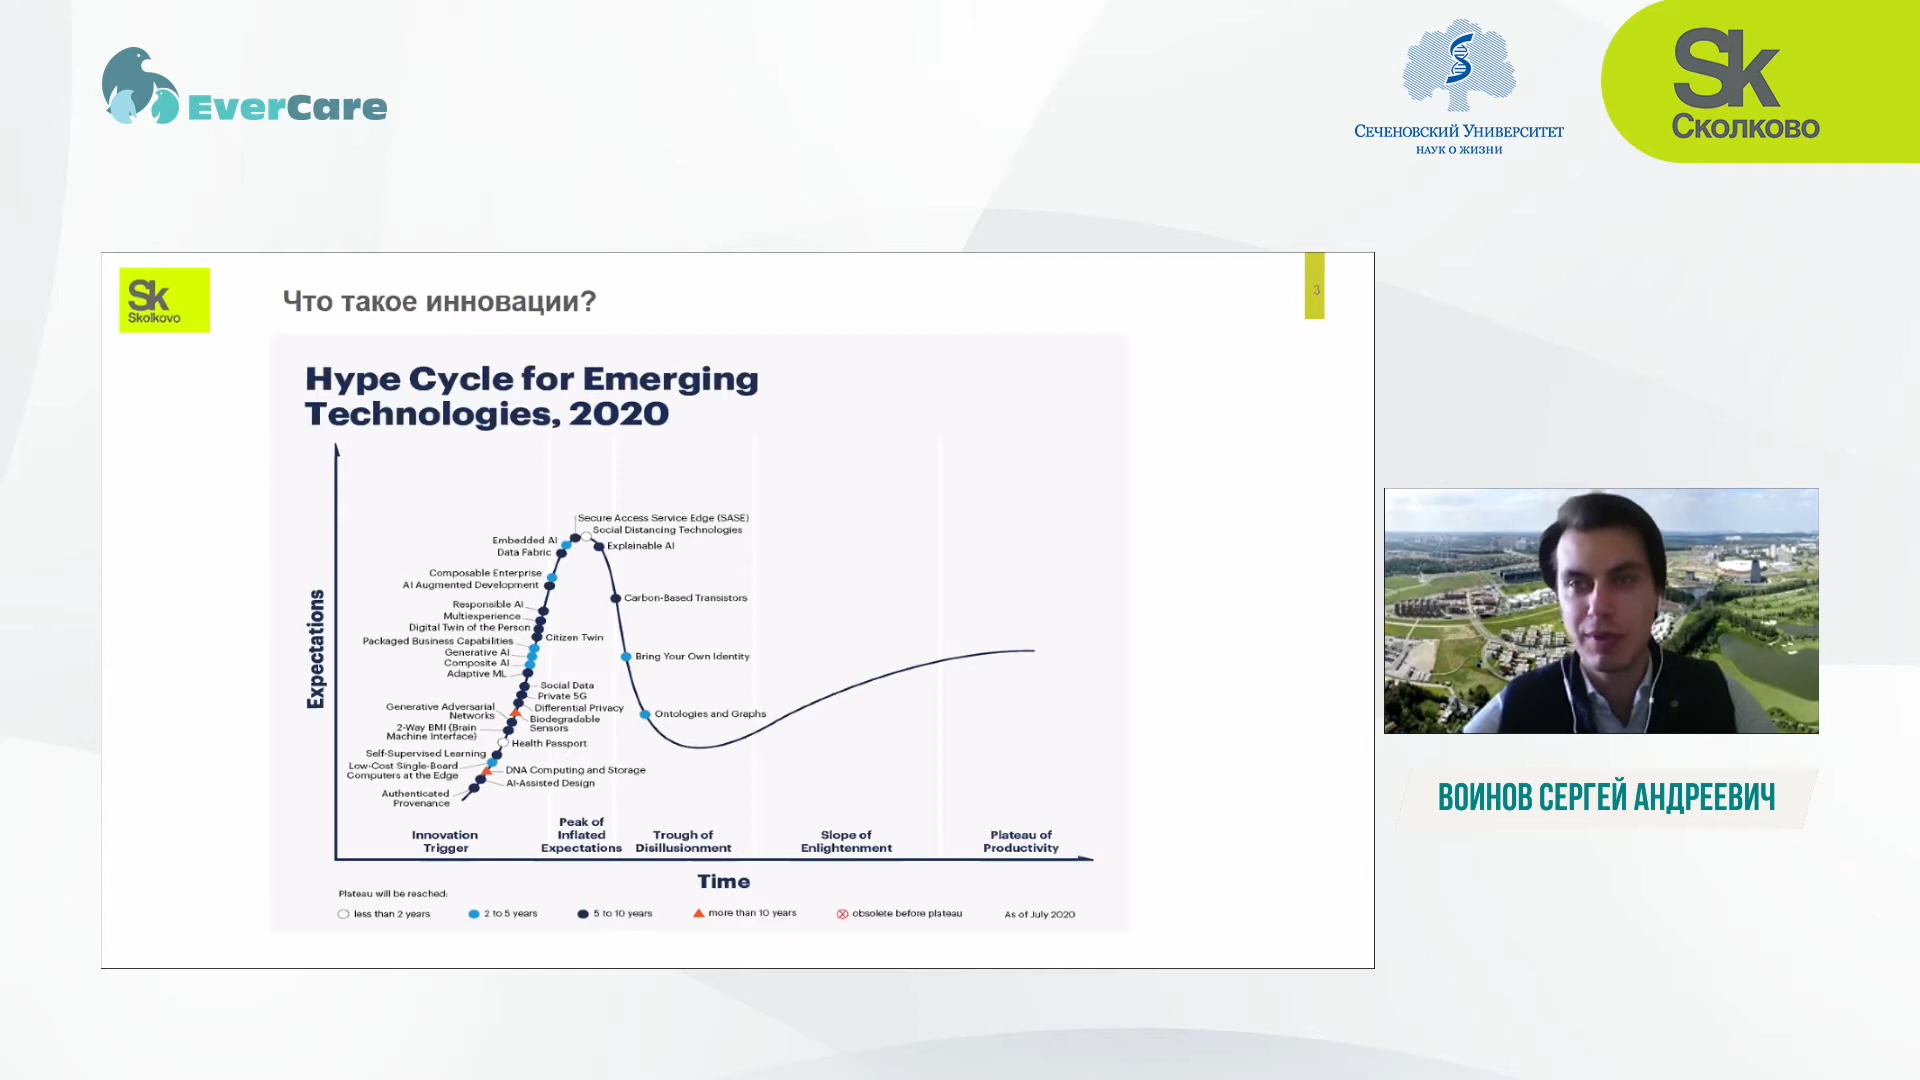 EverCare
Сеченовский Университет
наук о жизни
Sk
Сколково
Sk
Skolkovo
Что такое инновации?
3
Hype Cycle for Emerging
Technologies, 2020
Expectations
Secure Access Service Edge (SASE)
Social Distancing Technologies
Embedded AI
Explainable AI
Data Fabric
Composable Enterprise
AI Augmented Development
Carbon-Based Transistors
Responsible AI
Multiexperience
Digital Twin of the Person
Citizen Twin
Packaged Business Capabilities
Generative AI
Bring Your Own Identity
Composite AI
Adaptive ML
Social Data
Private 5G
Generative Adversarial
Networks
Differential Privacy
Ontologies and Graphs
Biodegradable
Sensors
2-Way BMI (Brain
Machine Interface)
Health Passport
Self-Supervised Learning
Low-Cost Single-Board
Computers at the Edge
DNA Computing and Storage
AI-Assisted Design
Authenticated
Provenance
Innovation
Trigger
Peak of
Inflated
Expectations
Trough of
Disillusionment
Slope of
Enlightenment
Plateau of
Productivity
Time
Plateau will be reached:
less than 2 years
2 to 5 years
5 to 10 years
more than 10 years
obsolete before plateau
As of July 2020
ВОИНОВ СЕРГЕЙ АНДРЕЕВИЧ